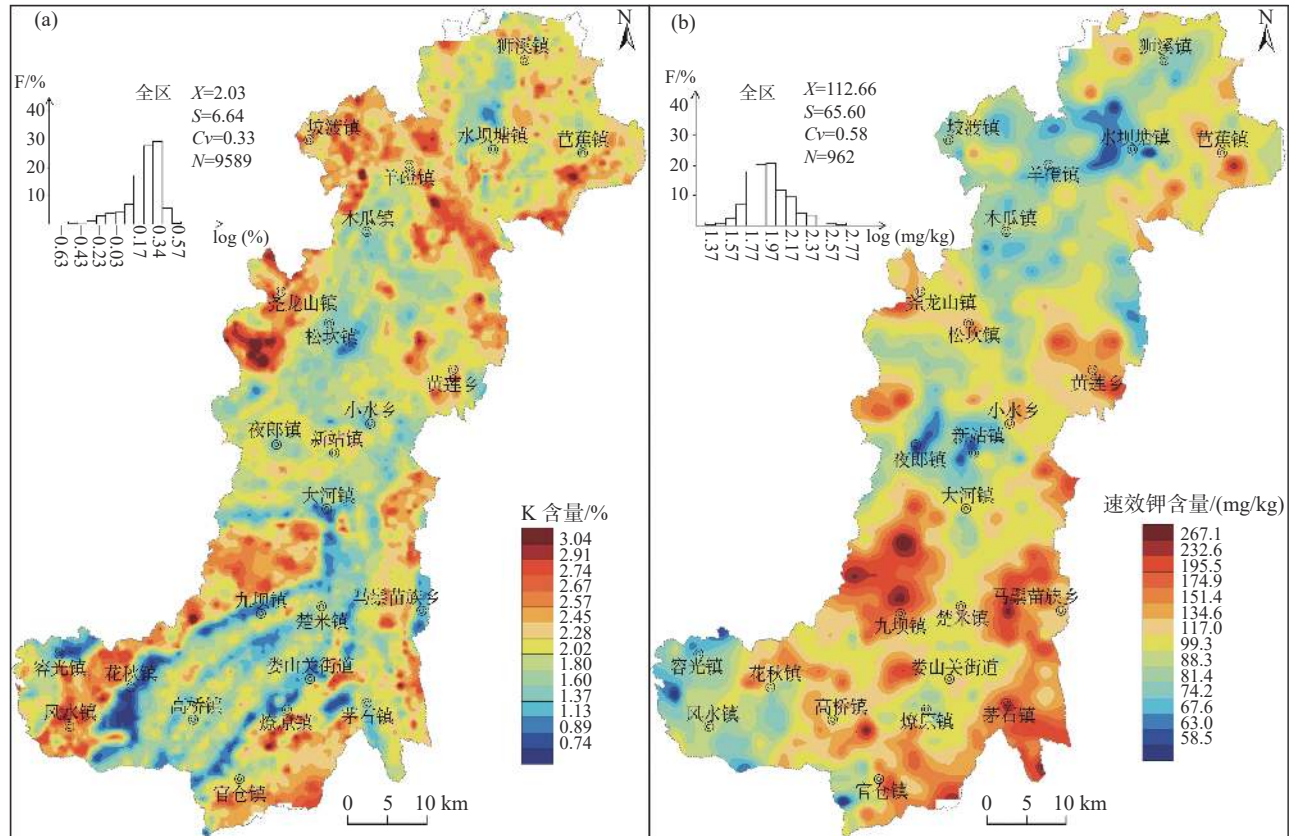 (a)
N
狮溪镇
F/%
全区
X=2.03
S=6.64
Cv=0.33
N=9589
40
30
20
10
-0.63
-0.43
-0.23
-0.03
0.17
0.34
0.57
log (%)
坡渡镇
水坝塘镇
芭蕉镇
羊磴镇
木瓜镇
尧龙山镇
松坎镇
黄莲乡
小水乡
夜郎镇
新站镇
大河镇
九坝镇
楚米镇
马鬃苗族乡
容光镇
花秋镇
娄山关街道
风水镇
高桥镇
燎原镇
茅石镇
官仓镇
K 含量/%
3.04
2.91
2.74
2.67
2.57
2.45
2.28
2.02
1.80
1.60
1.37
1.13
0.89
0.74
0 10 km
(b)
N
狮溪镇
F/%
全区
X=112.66
S=65.60
Cv=0.58
N=962
40
30
20
10
1.37
1.57
1.77
1.97
2.17
2.37
2.57
2.77
log (mg/kg)
坡渡镇
水坝塘镇
芭蕉镇
羊磴镇
木瓜镇
尧龙山镇
松坎镇
黄莲乡
小水乡
新站镇
夜郎镇
大河镇
九坝镇
楚米镇
马鬃苗族乡
容光镇
花秋镇
娄山关街道
风水镇
高桥镇
燎原镇
茅石镇
官仓镇
速效钾含量/(mg/kg)
267.1
232.6
195.5
174.9
151.4
134.6
117.0
99.3
88.3
81.4
74.2
67.6
63.0
58.5
0 10 km